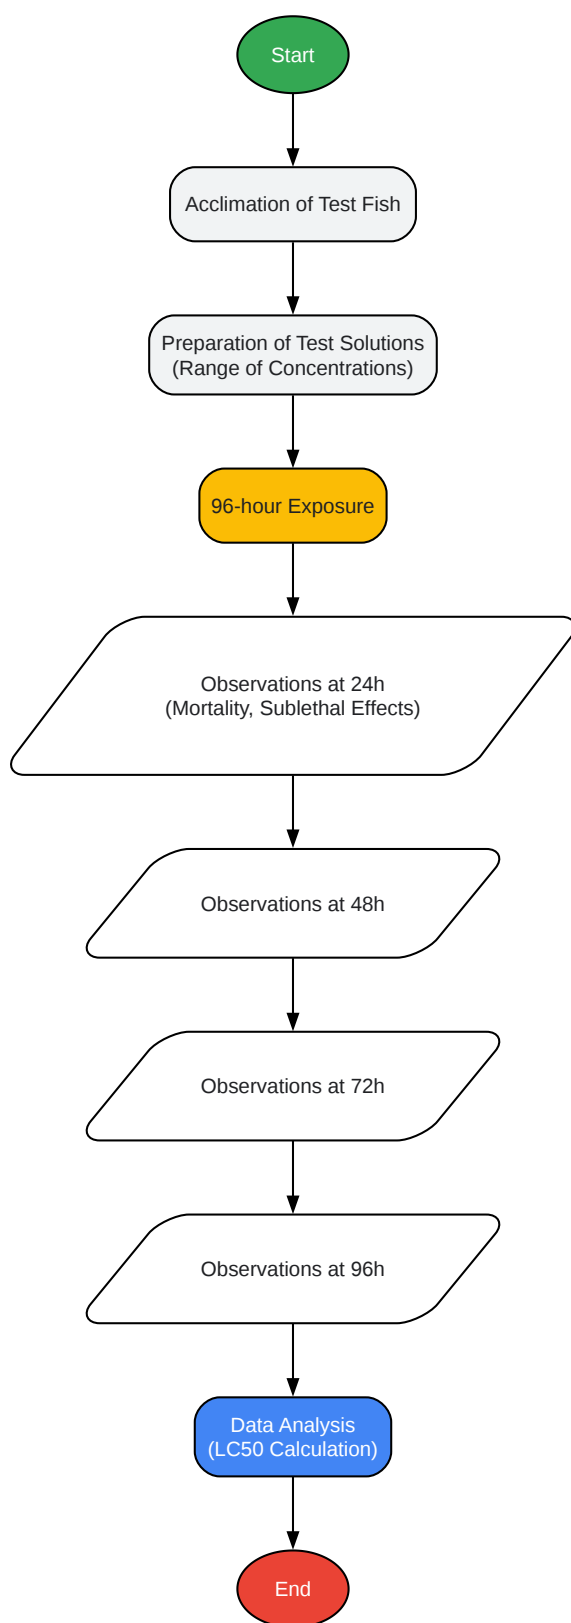 Start
Acclimation of Test Fish
Preparation of Test Solutions
(Range of Concentrations)
96-hour Exposure
Observations at 24h
(Mortality, Sublethal Effects)
Observations at 48h
Observations at 72h
Observations at 96h
Data Analysis
(LC50 Calculation)
End